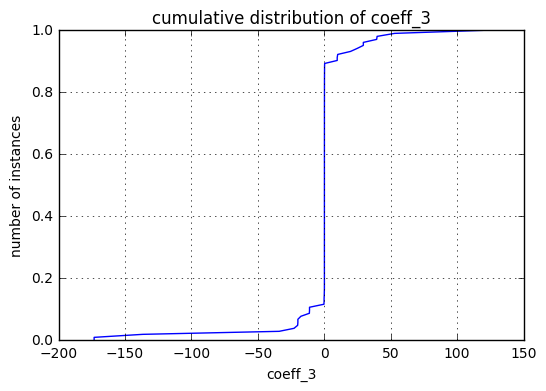 cumulative distribution of coeff_3
1.0
0.8
0.6
0.4
0.2
0.0
number of instances
−200 −150 −100 −50 0 50 100 150
coeff_3